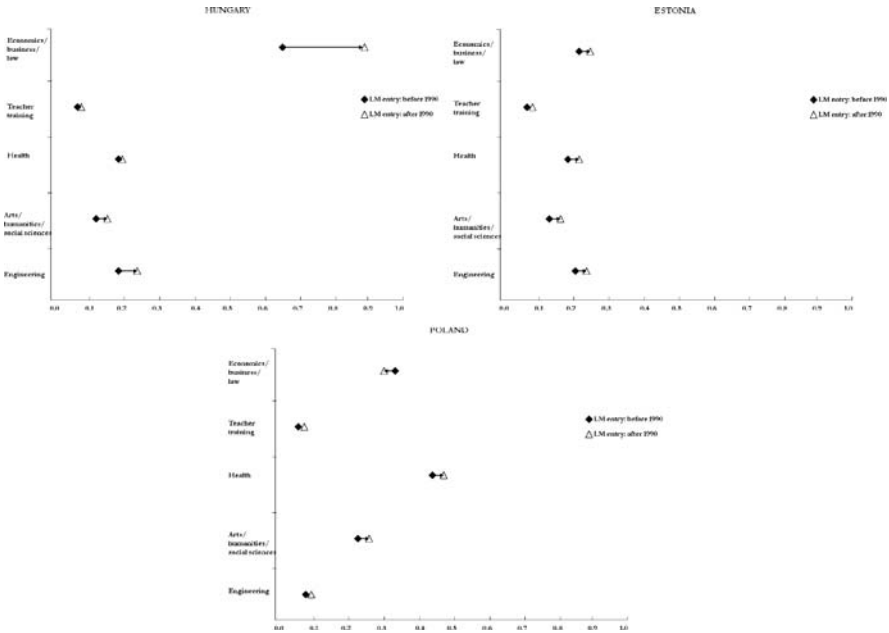 HUNGARY
Economics/
business/
law
Teacher
training
Health
Arts/
humanities/
social sciences
Engineering
LM entry: before 1990
LM entry: after 1990
0.0 0.1 0.2 0.3 0.4 0.5 0.6 0.7 0.8 0.9 1.0
ESTONIA
Economics/
business/
law
Teacher
training
Health
Arts/
humanities/
social sciences
Engineering
LM entry: before 1990
LM entry: after 1990
0.0 0.1 0.2 0.3 0.4 0.5 0.6 0.7 0.8 0.9 1.0
POLAND
Economics/
business/
law
Teacher
training
Health
Arts/
humanities/
social sciences
Engineering
LM entry: before 1990
LM entry: after 1990
0.0 0.1 0.2 0.3 0.4 0.5 0.6 0.7 0.8 0.9 1.0